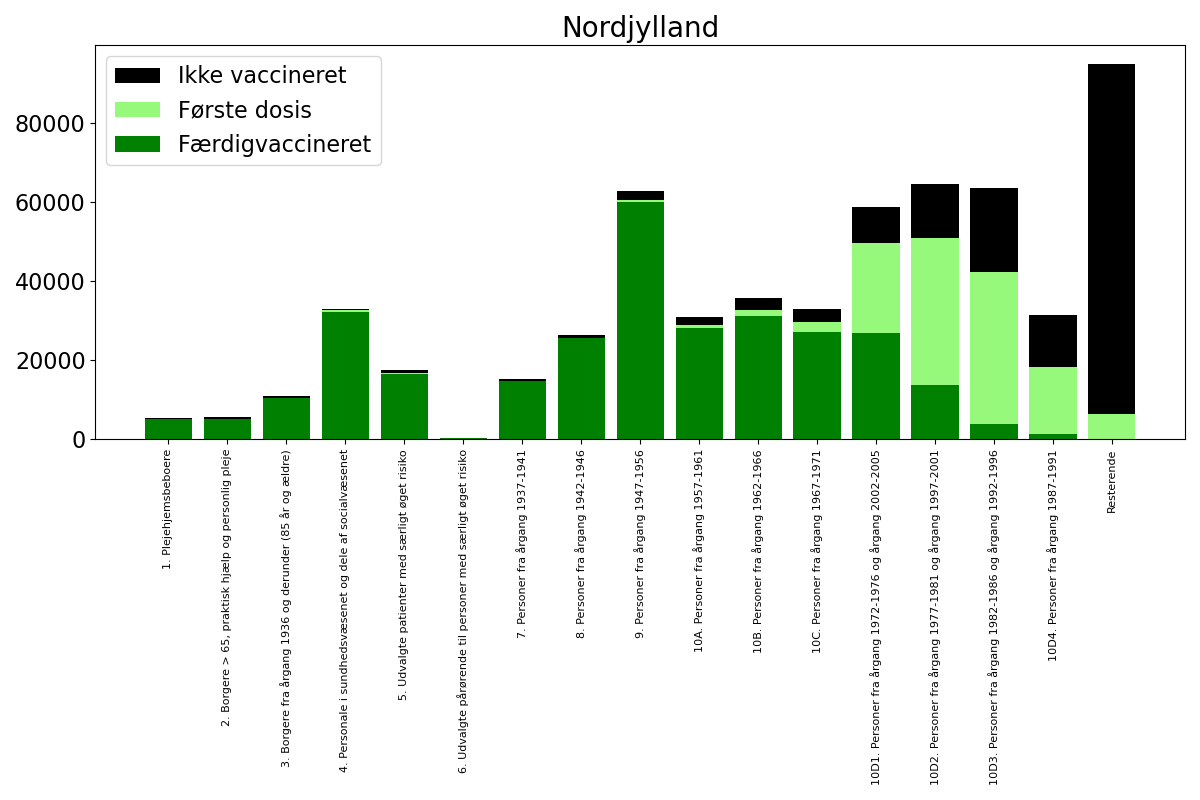 Nordjylland
Ikke vaccineret
Første dosis
Færdigvaccineret
80000
60000
40000
20000
0
1. Plejehjemsbeboere
2. Borgere > 65, praktisk hjælp og personlig pleje
3. Borgere fra årgang 1936 og derunder (85 år og ældre)
4. Personale i sundhedsvæsenet og dele af socialvæsenet
5. Udvalgte patienter med særligt øget risiko
6. Udvalgte pårørende til personer med særligt øget risiko
7. Personer fra årgang 1937-1941
8. Personer fra årgang 1942-1946
9. Personer fra årgang 1947-1956
10A. Personer fra årgang 1957-1961
10B. Personer fra årgang 1962-1966
10C. Personer fra årgang 1967-1971
10D1. Personer fra årgang 1972-1976 og årgang 2002-2005
10D2. Personer fra årgang 1977-1981 og årgang 1997-2001
10D3. Personer fra årgang 1982-1986 og årgang 1992-1996
10D4. Personer fra årgang 1987-1991
Resterende